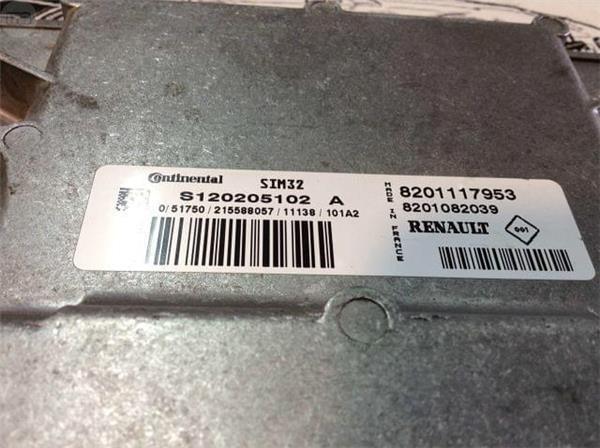 Continental SIM32
S120205102 A
0/51750/215588057/11138/101A2
MADE IN FRANCE
8201117953
8201082039
RENAULT 001